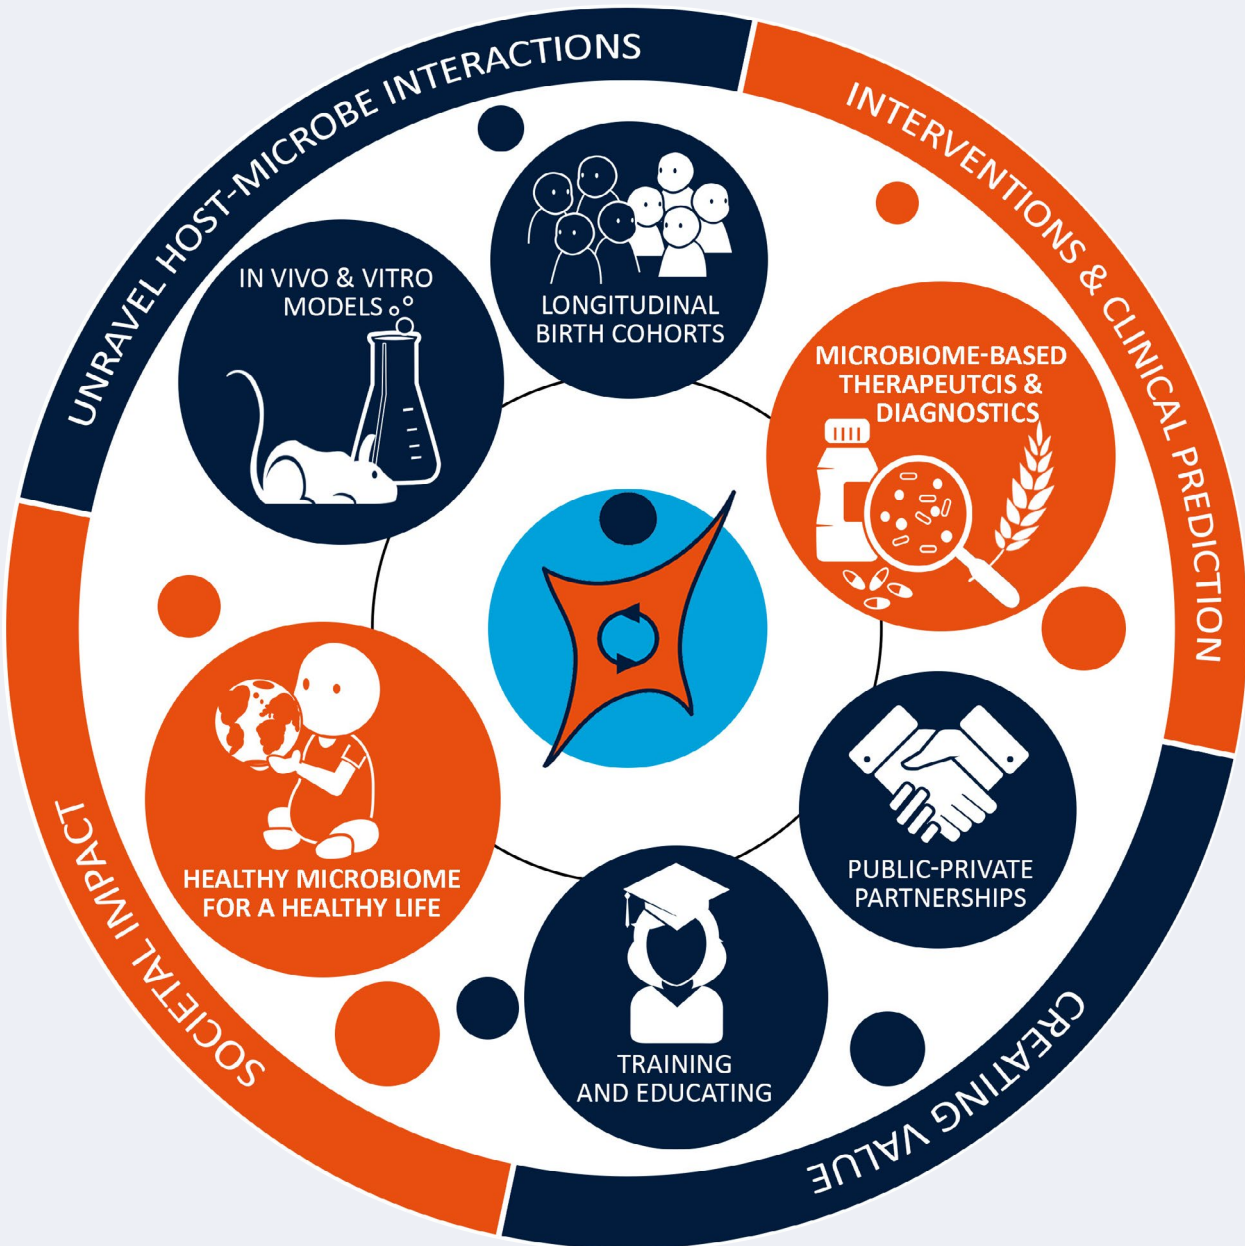 UNRAVEL HOST-MICROBE INTERACTIONS
INTERVENTIONS & CLINICAL PREDICTION
CREATING VALUE
SOCIETAL IMPACT
IN VIVO & VITRO
MODELS
LONGITUDINAL
BIRTH COHORTS
MICROBIOME-BASED
THERAPEUTCIS &
DIAGNOSTICS
PUBLIC-PRIVATE
PARTNERSHIPS
TRAINING
AND EDUCATING
HEALTHY MICROBIOME
FOR A HEALTHY LIFE